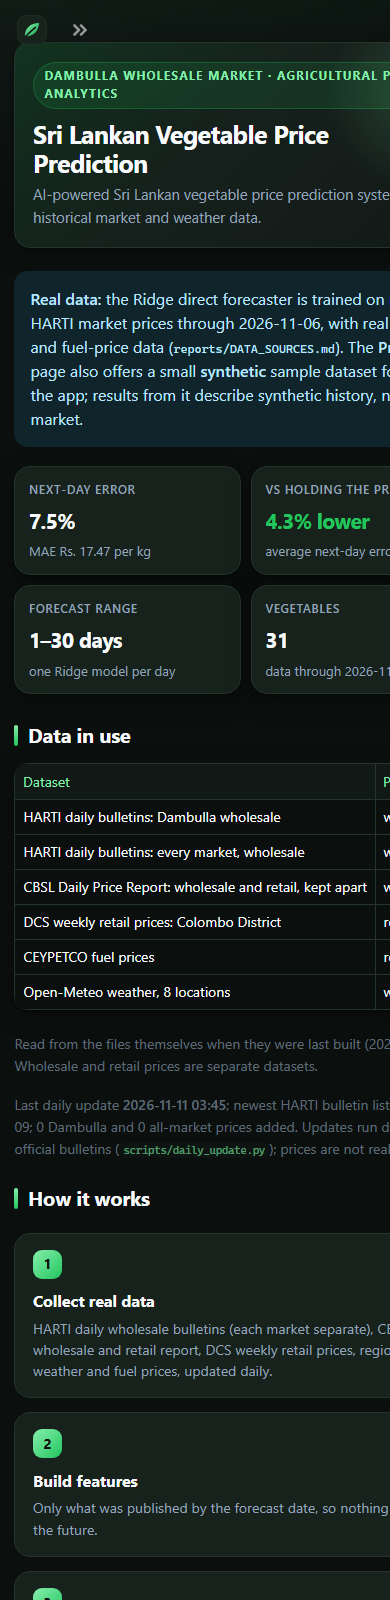 DAMBULLA WHOLESALE MARKET · AGRICULTURAL P
ANALYTICS
Sri Lankan Vegetable Price
Prediction
AI-powered Sri Lankan vegetable price prediction syste
historical market and weather data.
Real data: the Ridge direct forecaster is trained on
HARTI market prices through 2026-11-06, with real
and fuel-price data (reports/DATA_SOURCES.md). The Pr
page also offers a small synthetic sample dataset fo
the app; results from it describe synthetic history, n
market.
NEXT-DAY ERROR
7.5%
MAE Rs. 17.47 per kg
VS HOLDING THE PR
4.3% lower
average next-day erro
FORECAST RANGE
1–30 days
one Ridge model per day
VEGETABLES
31
data through 2026-11
Data in use
Dataset P
HARTI daily bulletins: Dambulla wholesale w
HARTI daily bulletins: every market, wholesale w
CBSL Daily Price Report: wholesale and retail, kept apart w
DCS weekly retail prices: Colombo District re
CEYPETCO fuel prices re
Open-Meteo weather, 8 locations w
Read from the files themselves when they were last built (202
Wholesale and retail prices are separate datasets.
Last daily update 2026-11-11 03:45; newest HARTI bulletin list
09; 0 Dambulla and 0 all-market prices added. Updates run d
official bulletins ( scripts/daily_update.py ); prices are not real
How it works
1
Collect real data
HARTI daily wholesale bulletins (each market separate), CE
wholesale and retail report, DCS weekly retail prices, regio
weather and fuel prices, updated daily.
2
Build features
Only what was published by the forecast date, so nothing
the future.